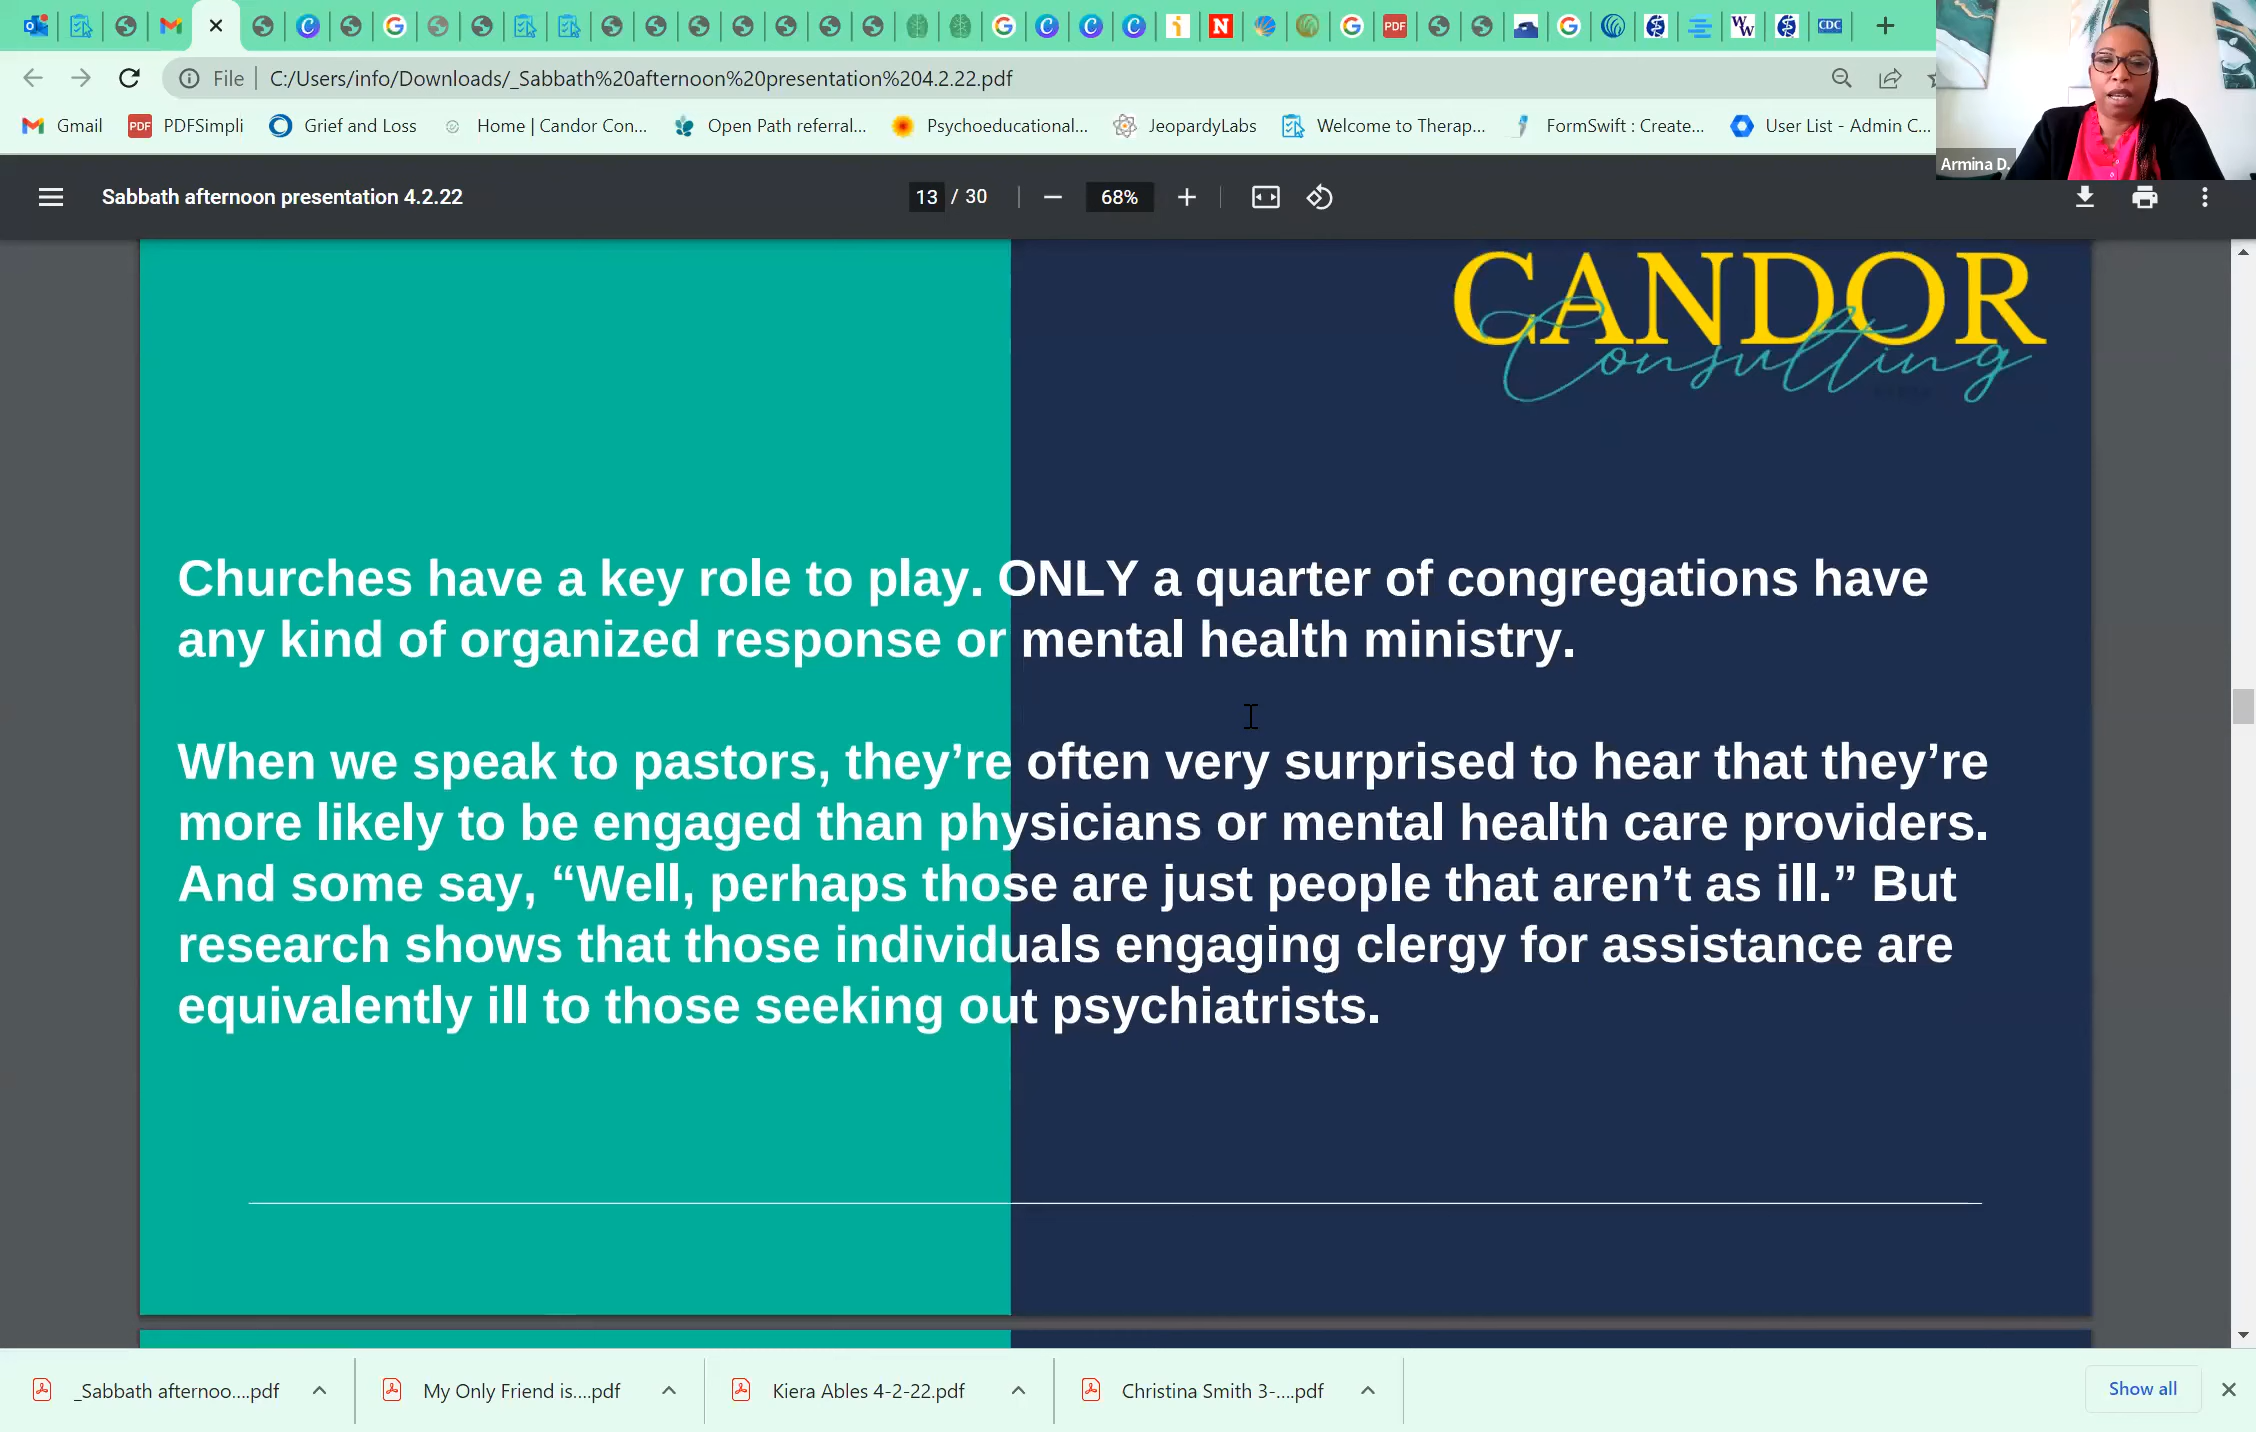 File
C:/Users/info/Downloads/_Sabbath%20afternoon%20presentation%204.2.22.pdf
Gmail
PDFSimpli
Grief and Loss
Home | Candor Con...
Open Path referral...
Psychoeducational...
JeopardyLabs
Welcome to Therap...
FormSwift : Create...
User List - Admin C...
Armina D.
Sabbath afternoon presentation 4.2.22
13 / 30
68%
CANDOR
Consulting
Churches have a key role to play. ONLY a quarter of congregations have
any kind of organized response or mental health ministry.
When we speak to pastors, they’re often very surprised to hear that they’re
more likely to be engaged than physicians or mental health care providers.
And some say, “Well, perhaps those are just people that aren’t as ill.” But
research shows that those individuals engaging clergy for assistance are
equivalently ill to those seeking out psychiatrists.
_Sabbath afternoo....pdf
My Only Friend is....pdf
Kiera Ables 4-2-22.pdf
Christina Smith 3-....pdf
Show all